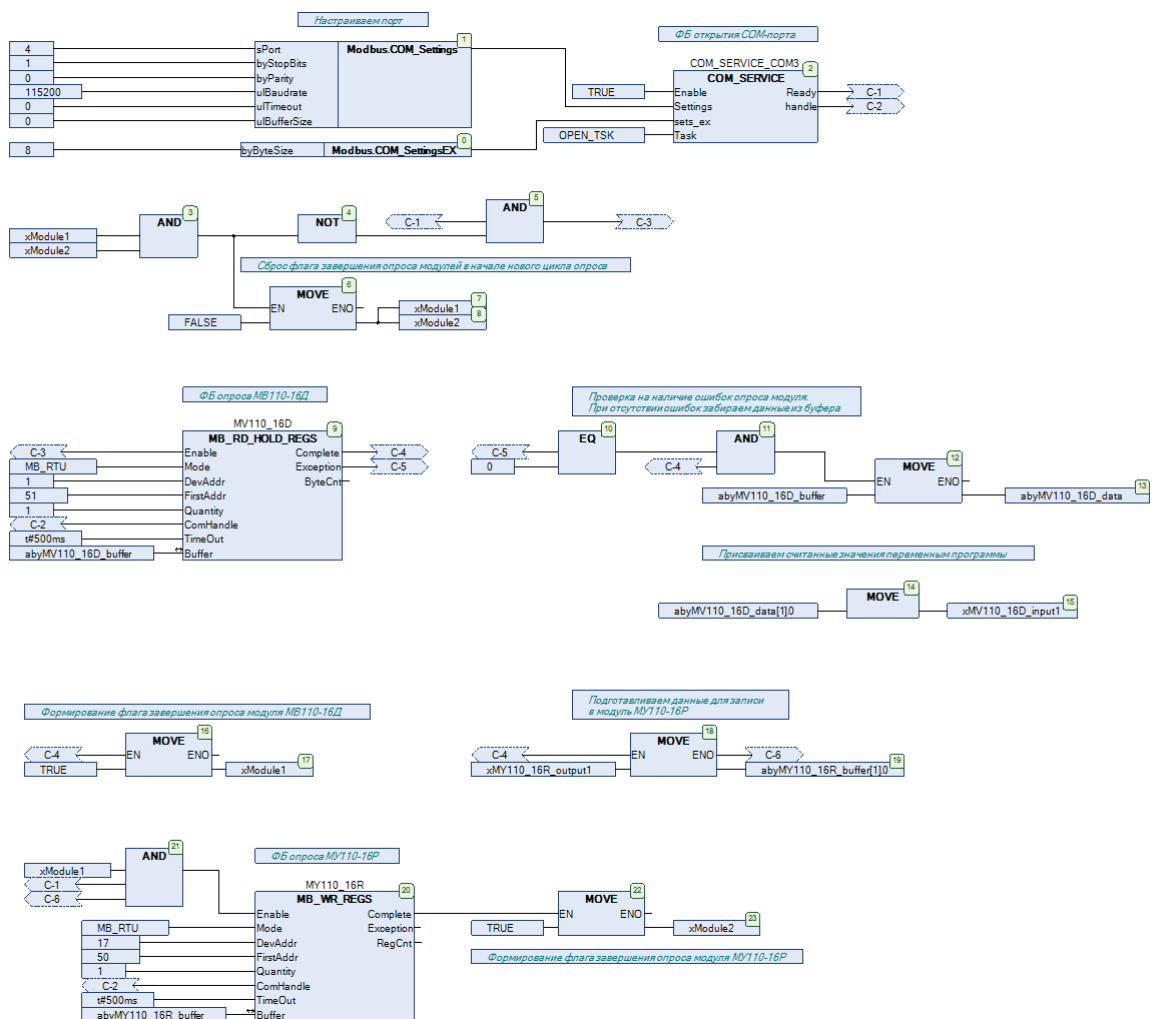 Настраиваем порт
1
4
sPort
Modbus.COM_Settings
1
byStopBits
0
byParity
115200
ulBaudrate
0
ulTimeout
0
ulBufferSize
0
8
byByteSize
Modbus.COM_SettingsEX
ФБ открытия COM-порта
COM_SERVICE_COM3
2
COM_SERVICE
TRUE
Enable
Ready
C-1
Settings
handle
C-2
sets_ex
OPEN_TSK
Task
3
AND
xModule1
xModule2
4
NOT
C-1
5
AND
C-3
Сброс флага завершения опроса модулей в начале нового цикла опроса
6
MOVE
EN
ENO
FALSE
7
xModule1
8
xModule2
ФБ опроса МВ110-16Д
MV110_16D
9
MB_RD_HOLD_REGS
C-3
Enable
Complete
C-4
MB_RTU
Mode
Exception
C-5
1
DevAddr
ByteCnt
51
FirstAddr
1
Quantity
C-2
ComHandle
t#500ms
TimeOut
abyMV110_16D_buffer
Buffer
Проверка на наличие ошибок опроса модуля.
При отсутствии ошибок забираем данные из буфера
10
EQ
C-5
0
11
AND
C-4
12
MOVE
EN
ENO
abyMV110_16D_buffer
13
abyMV110_16D_data
Присваиваем считанные значения переменным программы
14
MOVE
abyMV110_16D_data[1].0
15
xMV110_16D_input1
Формирование флага завершения опроса модуля МВ110-16Д
16
MOVE
C-4
EN
ENO
TRUE
17
xModule1
Подготавливаем данные для записи
в модуль МУ110-16Р
18
MOVE
C-4
EN
ENO
C-6
xMY110_16R_output1
19
abyMY110_16R_buffer[1].0
21
AND
xModule1
C-1
C-6
ФБ опроса МУ110-16Р
MY110_16R
20
MB_WR_REGS
Enable
Complete
MB_RTU
Mode
Exception
17
DevAddr
RegCnt
50
FirstAddr
1
Quantity
C-2
ComHandle
t#500ms
TimeOut
abyMY110_16R_buffer
Buffer
22
MOVE
EN
ENO
TRUE
23
xModule2
Формирование флага завершения опроса модуля МУ110-16Р